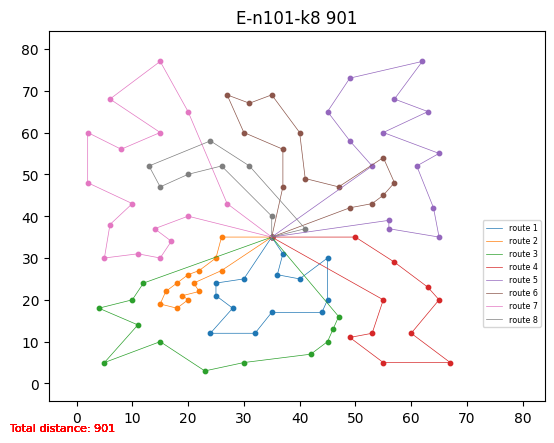 E-n101-k8 901
80
70
60
50
40
30
20
10
0
route 1
route 2
route 3
route 4
route 5
route 6
route 7
route 8
0 10 20 30 40 50 60 70 80
Total distance: 901